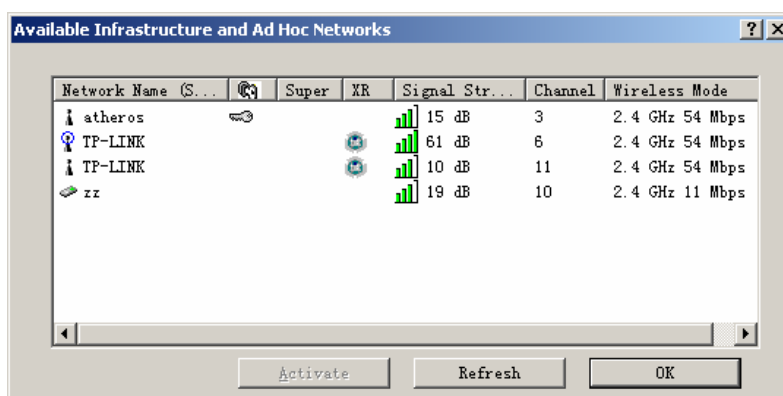 Available Infrastructure and Ad Hoc Networks
Network Name (S... Super XR Signal Str... Channel Wireless Mode
atheros 15 dB 3 2.4 GHz 54 Mbps
TP-LINK 61 dB 6 2.4 GHz 54 Mbps
TP-LINK 10 dB 11 2.4 GHz 54 Mbps
zz 19 dB 10 2.4 GHz 11 Mbps
Activate Refresh OK